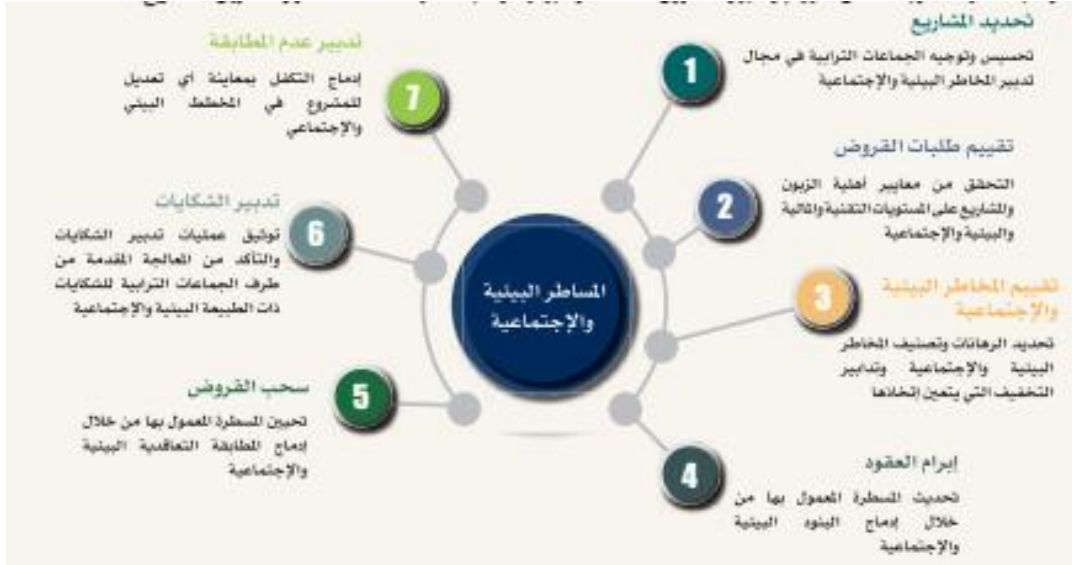 تحديد المشاريع
تحسيس وتوجيه الجماعات الترابية في مجال
تدبير المخاطر البيئية والإجتماعية
1
تقييم طلبات القروض
التحقق من معايير أهلية الزبون
والمشاريع على المستويات التقنية والمالية
والبيئية والإجتماعية
2
تقييم المخاطر البيئية
والإجتماعية
تحديد الرهانات وتصنيف المخاطر
البيئية والإجتماعية وتدابير
التخفيف التي يتعين إتخاذها
3
إبرام العقود
تحديث المسطرة المعمول بها من
خلال إدماج البنود البيئية
والإجتماعية
4
سحب القروض
تحيين المسطرة المعمول بها من خلال
إدماج المطابقة التعاقدية البيئية
والإجتماعية
5
تدبير الشكايات
توثيق عمليات تدبير الشكايات
والتأكد من المعالجة المقدمة من
طرف الجماعات الترابية للشكايات
ذات الطبيعة البيئية والإجتماعية
6
تدبير عدم المطابقة
إدماج التكفل بمعاينة أي تعديل
للمشروع في المخطط البيئي
والإجتماعي
7
المساطر البيئية
والإجتماعية